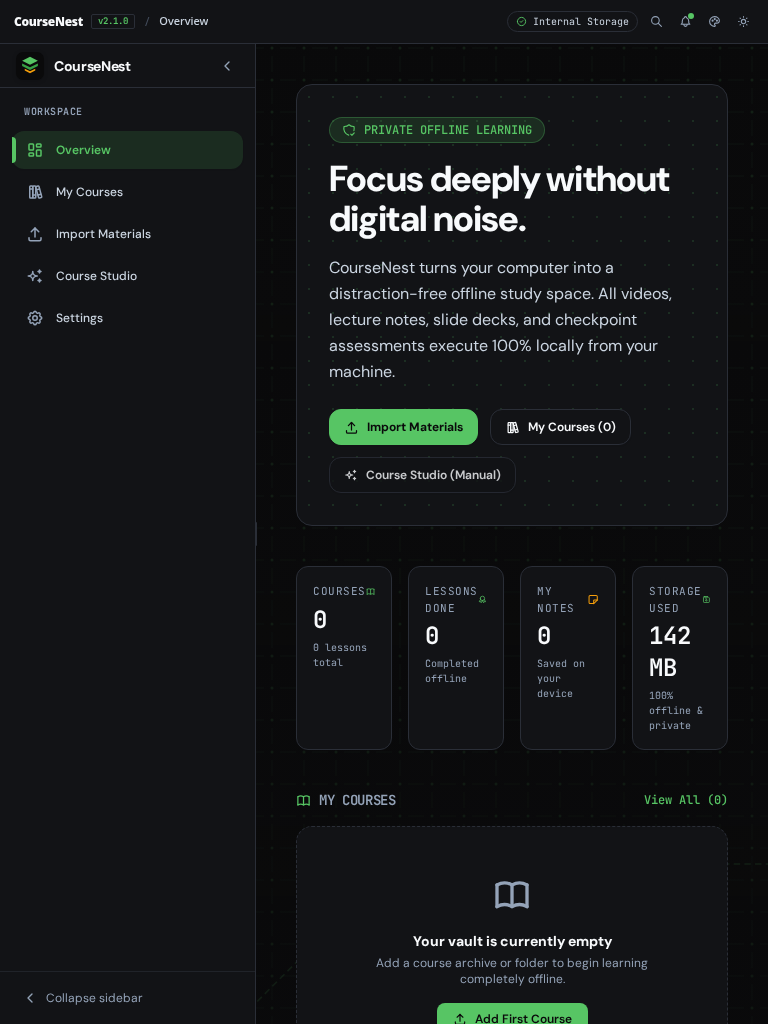 CourseNest v2.1.0 / Overview Internal Storage
CourseNest
WORKSPACE
Overview
My Courses
Import Materials
Course Studio
Settings
Collapse sidebar
PRIVATE OFFLINE LEARNING
Focus deeply without
digital noise.
CourseNest turns your computer into a
distraction-free offline study space. All videos,
lecture notes, slide decks, and checkpoint
assessments execute 100% locally from your
machine.
Import Materials
My Courses (0)
Course Studio (Manual)
COURSES
0
0 lessons
total
LESSONS
DONE
0
Completed
offline
MY
NOTES
0
Saved on
your
device
STORAGE
USED
142
MB
100%
offline &
private
MY COURSES
View All (0)
Your vault is currently empty
Add a course archive or folder to begin learning
completely offline.
Add First Course